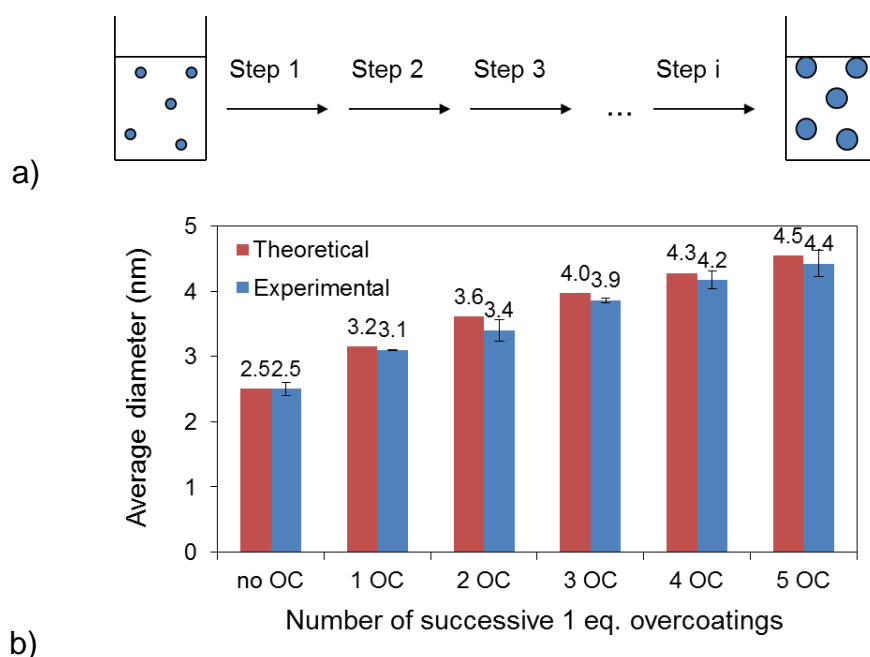 Step 1 Step 2 Step 3 Step i
...
a)
Theoretical
Experimental
Average diameter (nm)
5
4
3
2
1
0
2.5 2.5
3.2 3.1
3.6 3.4
4.0 3.9
4.3 4.2
4.5 4.4
no OC 1 OC 2 OC 3 OC 4 OC 5 OC
Number of successive 1 eq. overcoatings
b)